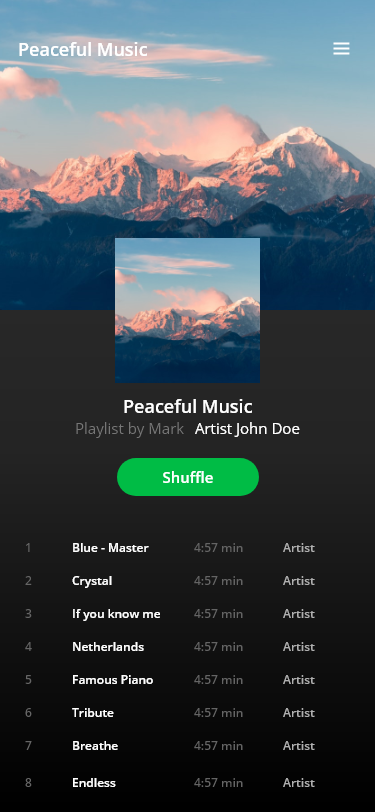 Peaceful Music
Peaceful Music
Playlist by Mark Artist John Doe
Shuffle
1 Blue - Master 4:57 min Artist
2 Crystal 4:57 min Artist
3 If you know me 4:57 min Artist
4 Netherlands 4:57 min Artist
5 Famous Piano 4:57 min Artist
6 Tribute 4:57 min Artist
7 Breathe 4:57 min Artist
8 Endless 4:57 min Artist